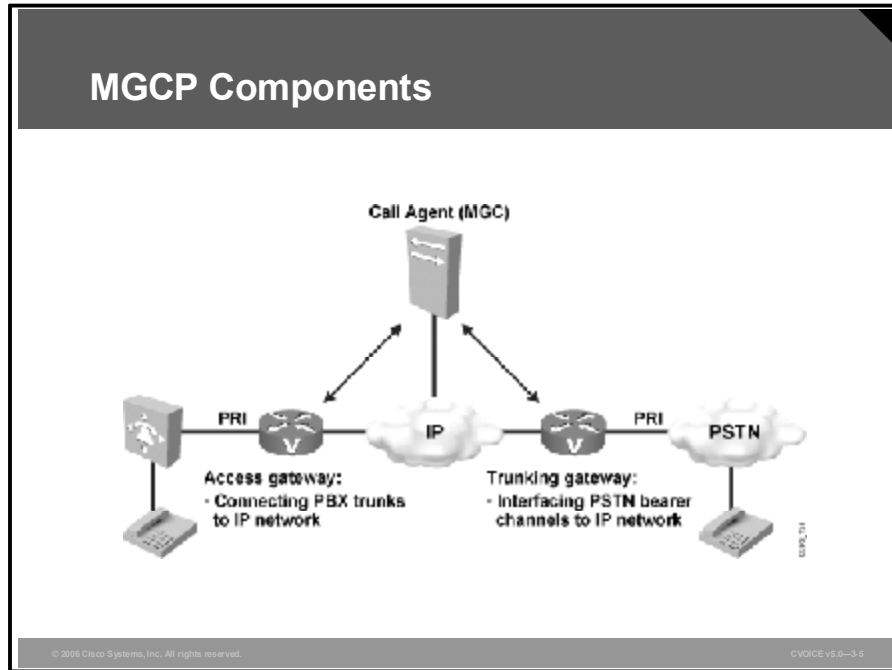 MGCP Components
Call Agent (MGC)
PRI
V
IP
V
PRI
PSTN
Access gateway:
- Connecting PBX trunks
to IP network
Trunking gateway:
- Interfacing PSTN bearer
channels to IP network
© 2006 Cisco Systems, Inc. All rights reserved.
CVOICE v5.0—3-5